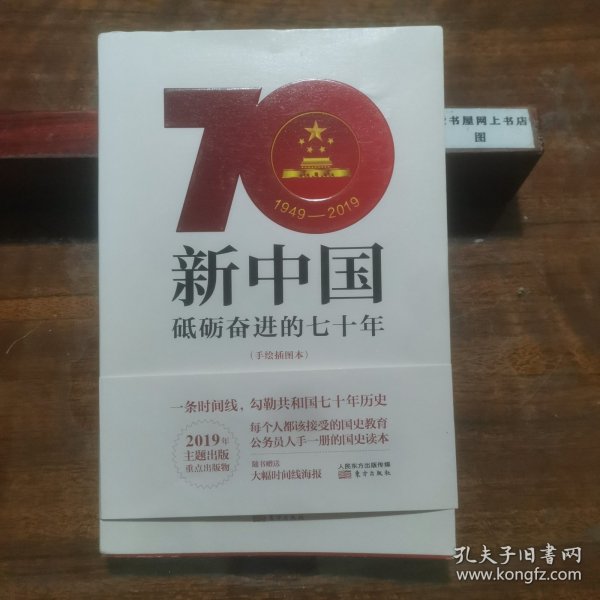 70
1949—2019
新中国
砥砺奋进的七十年
（手绘插图本）
一条时间线，勾勒共和国七十年历史
2019年
主题出版
重点出版物
每个人都该接受的国史教育
公务员人手一册的国史读本
随书赠送
大幅时间线海报
人民东方出版传媒
东方出版社
书屋网上书店
图
孔夫子旧书网
www.kongfz.com